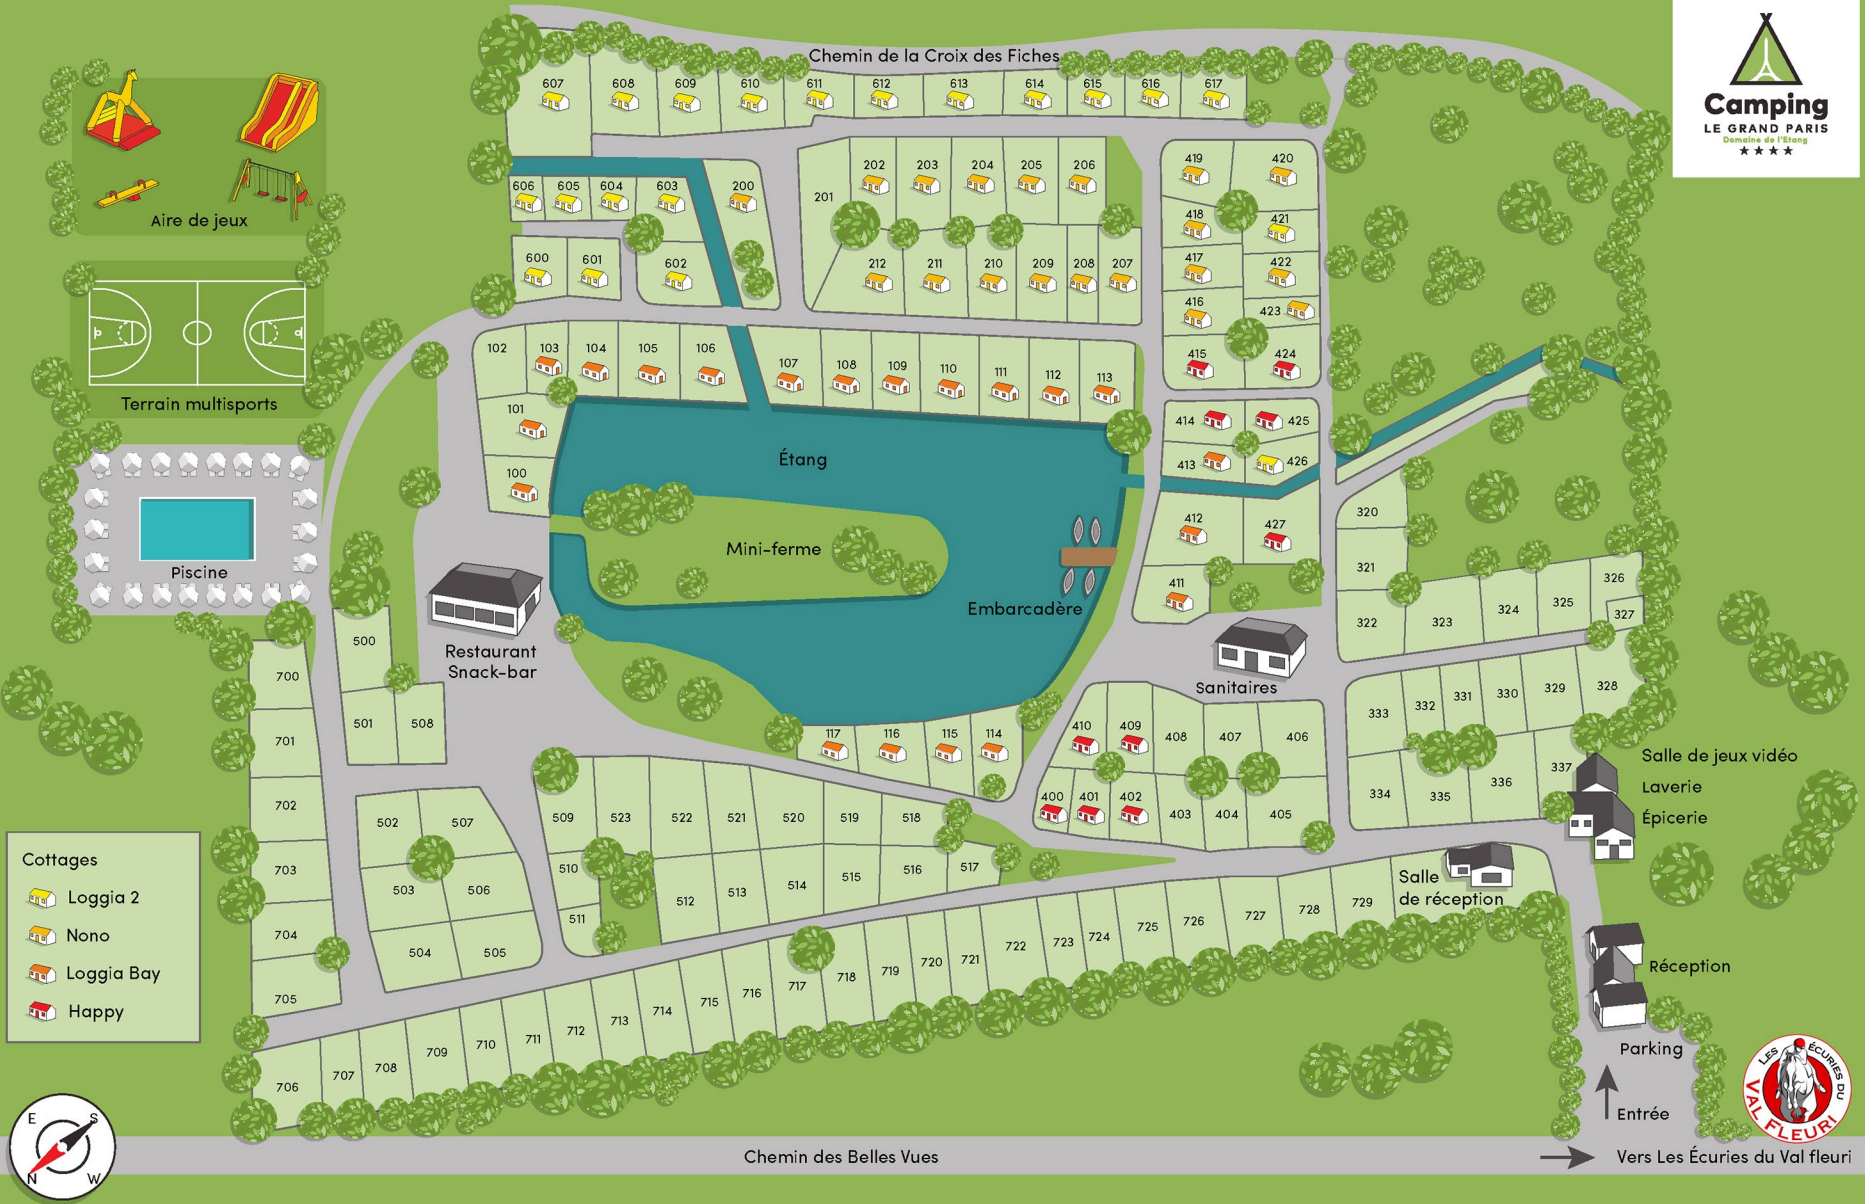 Chemin de la Croix des Fiches
Camping
LE GRAND PARIS
Domaine de l'Etang
★★★★
607 608 609 610 611 612 613 614 615 616 617
606 605 604 603 200
600 601 602
201 202 203 204 205 206
212 211 210 209 208 207
419 420
418 421
417 422
416 423
415 424
414 425
413 426
412 427
411
Aire de jeux
Terrain multisports
Piscine
102 103 104 105 106 107 108 109 110 111 112 113
101
100
Étang
Mini-ferme
Embarcadère
Restaurant
Snack-bar
Sanitaires
320
321
322 323 324 325 326
327
333 332 331 330 329 328
334 335 336 337
Salle de jeux vidéo
Laverie
Épicerie
117 116 115 114
410 409 408 407 406
400 401 402 403 404 405
500
501 508
502 507
503 506
504 505
509 523 522 521 520 519 518
510
511 512 513 514 515 516 517
700
701
702
703
704
705
706 707 708 709 710 711 712 713 714 715 716 717 718 719 720 721 722 723 724 725 726 727 728 729
Salle
de réception
Réception
Parking
Entrée
Cottages
Loggia 2
Nono
Loggia Bay
Happy
E S
N W
LES ÉCURIES DU
VAL FLEURI
Chemin des Belles Vues
Vers Les Écuries du Val fleuri